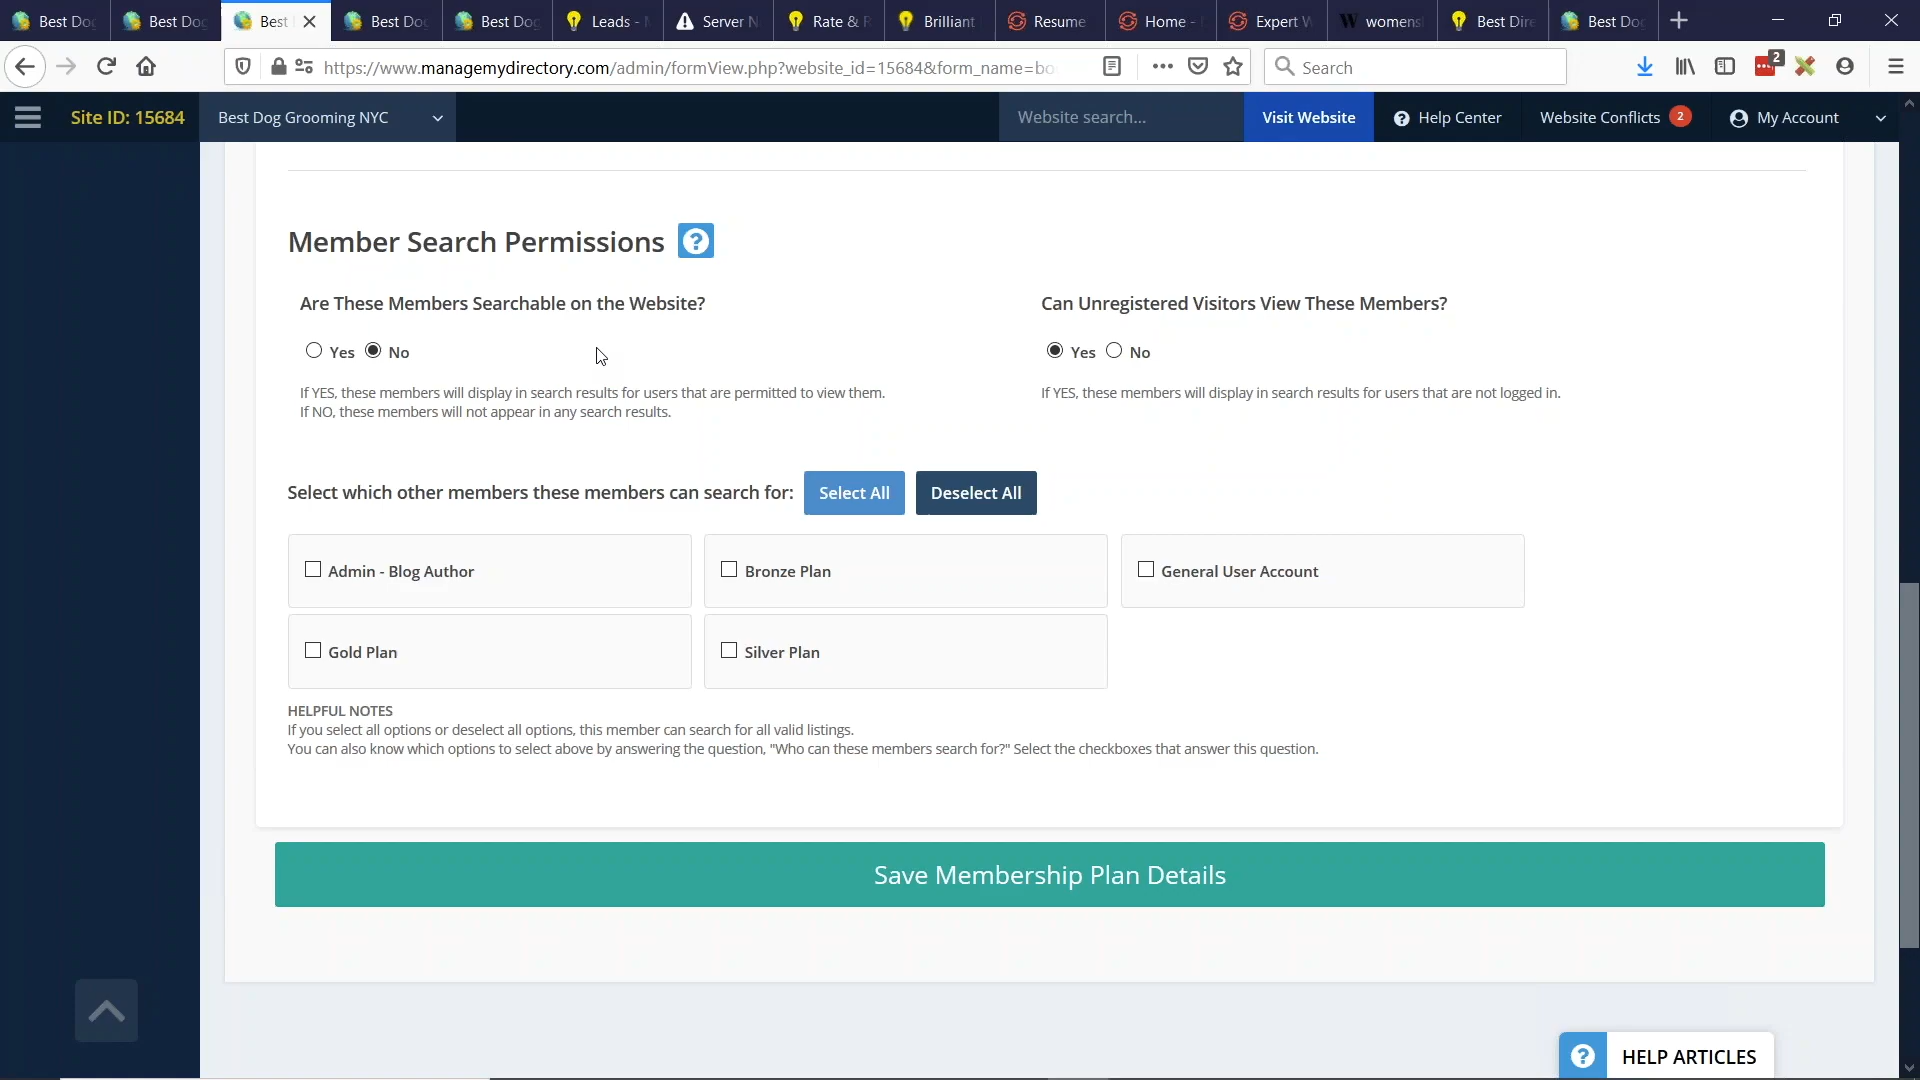 Best Dog
Best Dog
Best
Best Dog
Best Dog
Leads -
Server N
Rate & R
Brilliant
Resume
Home -
Expert W
womens
Best Dire
Best Dog
https://www.managemydirectory.com/admin/formView.php?website_id=15684&form_name=bo
Search
2
Site ID: 15684
Best Dog Grooming NYC
Website search...
Visit Website
Help Center
Website Conflicts 2
My Account
Member Search Permissions
Are These Members Searchable on the Website?
Yes No
If YES, these members will display in search results for users that are permitted to view them.
If NO, these members will not appear in any search results.
Can Unregistered Visitors View These Members?
Yes No
If YES, these members will display in search results for users that are not logged in.
Select which other members these members can search for:
Select All
Deselect All
Admin - Blog Author
Bronze Plan
General User Account
Gold Plan
Silver Plan
HELPFUL NOTES
If you select all options or deselect all options, this member can search for all valid listings.
You can also know which options to select above by answering the question, "Who can these members search for?" Select the checkboxes that answer this question.
Save Membership Plan Details
HELP ARTICLES